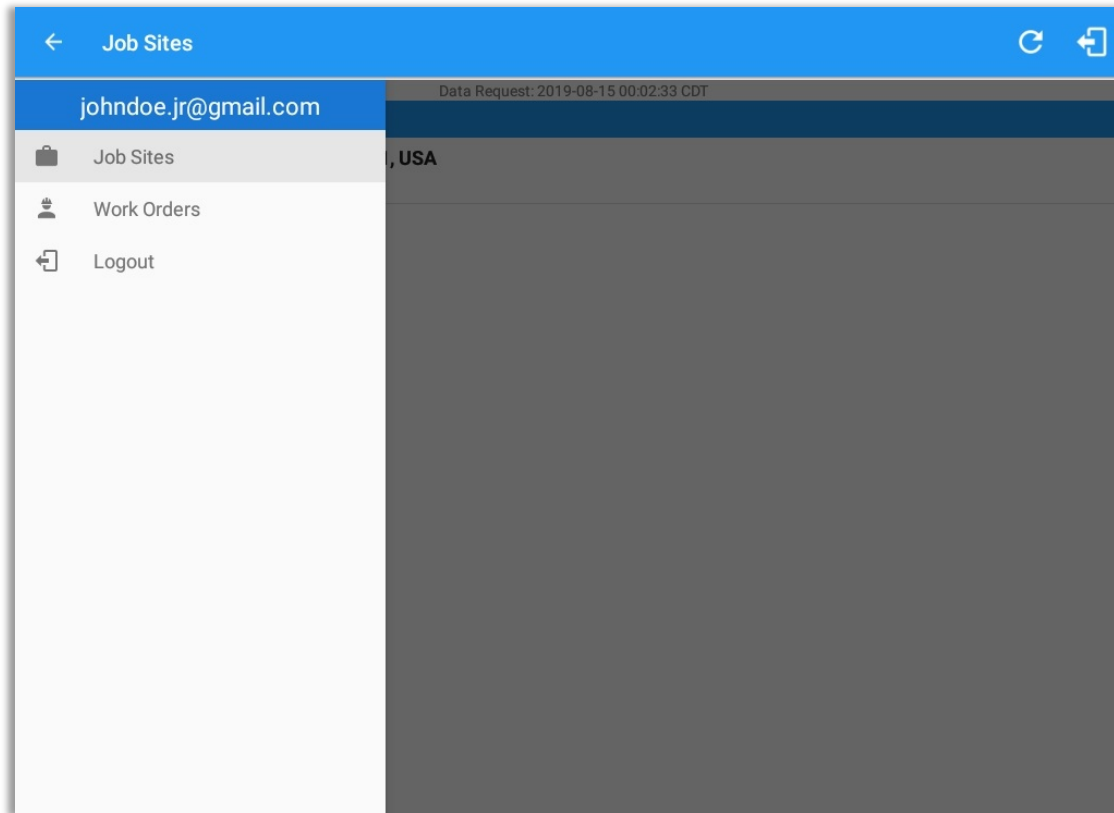 Job Sites
Data Request: 2019-08-15 00:02:33 CDT
johndoe.jr@gmail.com
Job Sites
, USA
Work Orders
Logout